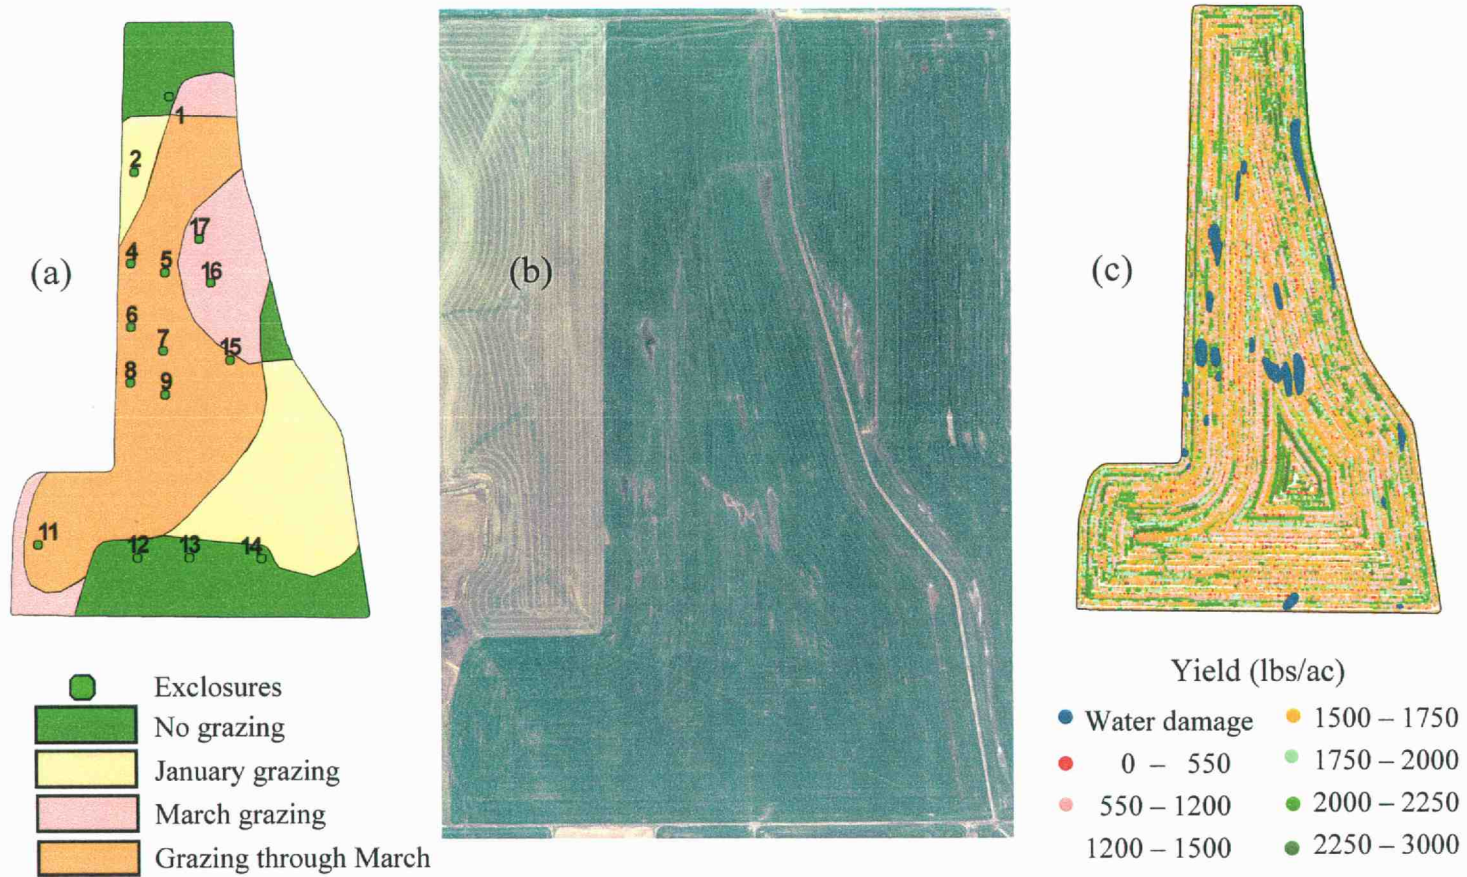 1
2
17
(a)
4
5
16
6
7
15
8
9
11
12
13
14
Exclosures
No grazing
January grazing
March grazing
Grazing through March
(b)
(c)
Yield (lbs/ac)
Water damage
0 – 550
550 – 1200
1200 – 1500
1500 – 1750
1750 – 2000
2000 – 2250
2250 – 3000